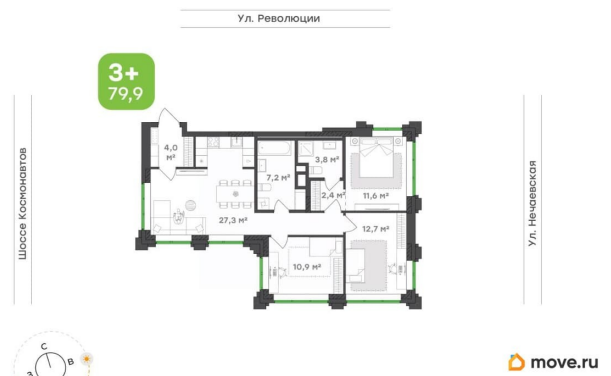 Ул. Революции
3+
79,9
Шоссе Космонавтов
Ул. Нечаевская
4,0
м²
7,2 м²
3,8 м²
2,4 м²
11,6 м²
27,3 м²
12,7 м²
10,9 м²
С
В
З
move.ru